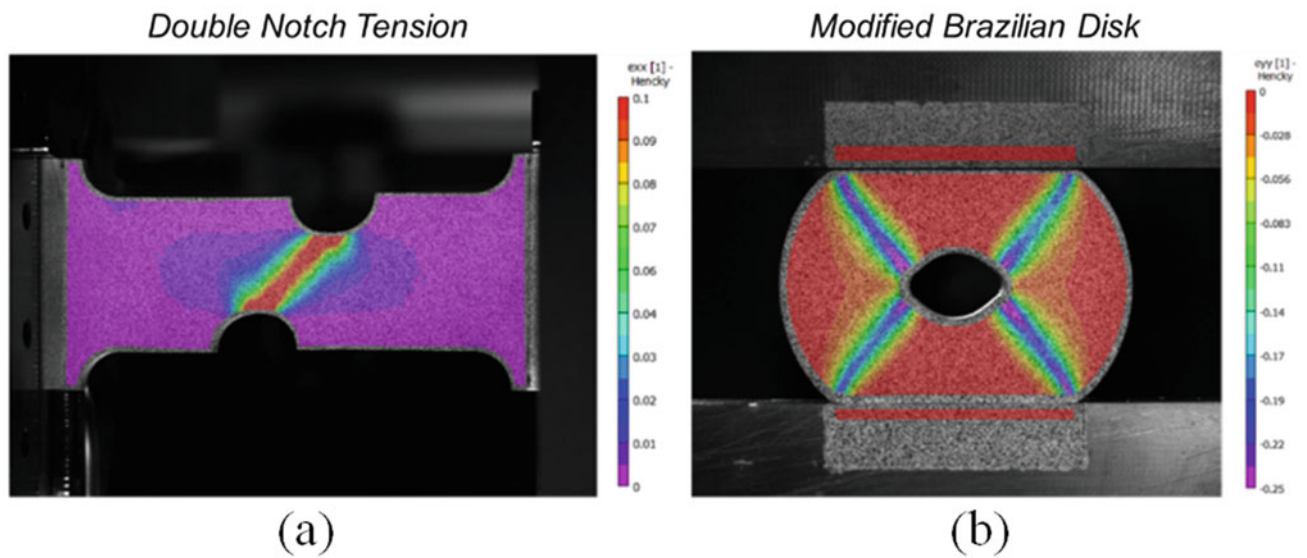 Double Notch Tension
Modified Brazilian Disk
exx [1] -
Hencky
0.1
0.09
0.08
0.07
0.06
0.04
0.03
0.02
0.01
0
eyy [1] -
Hencky
0
-0.028
-0.056
-0.083
-0.11
-0.14
-0.17
-0.19
-0.22
-0.25
(a)
(b)